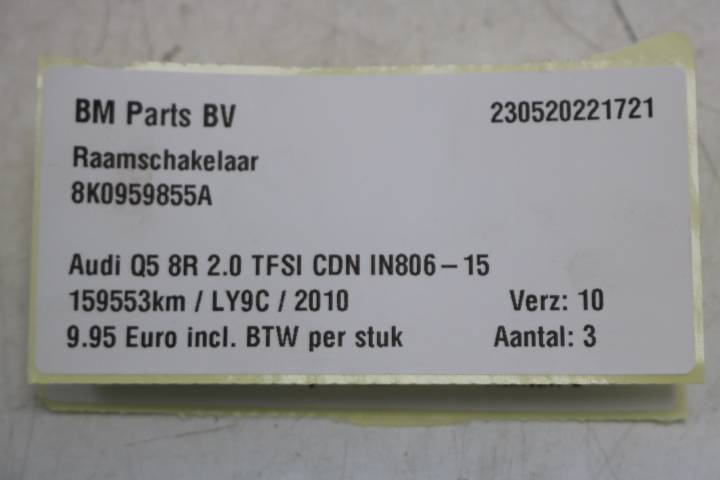 BM Parts BV 230520221721
Raamschakelaar
8K0959855A
Audi Q5 8R 2.0 TFSI CDN IN806-15
159553km / LY9C / 2010 Verz: 10
9.95 Euro incl. BTW per stuk Aantal: 3